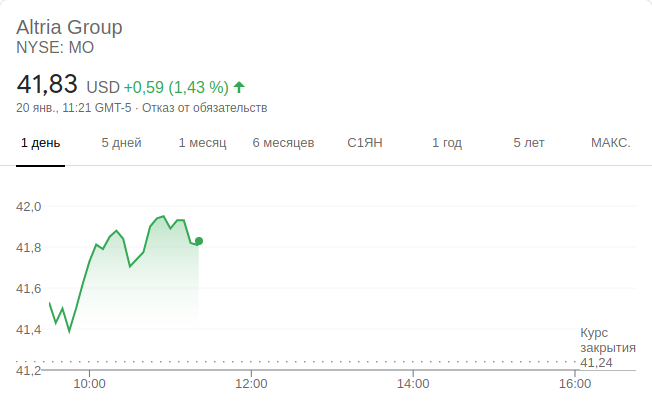 Altria Group
NYSE: MO
41,83 USD +0,59 (1,43 %)
20 янв., 11:21 GMT-5 · Отказ от обязательств
1 день 5 дней 1 месяц 6 месяцев С1ЯН 1 год 5 лет МАКС.
42,0
41,8
41,6
41,4
Курс
закрытия
41,24
41,2
10:00 12:00 14:00 16:00